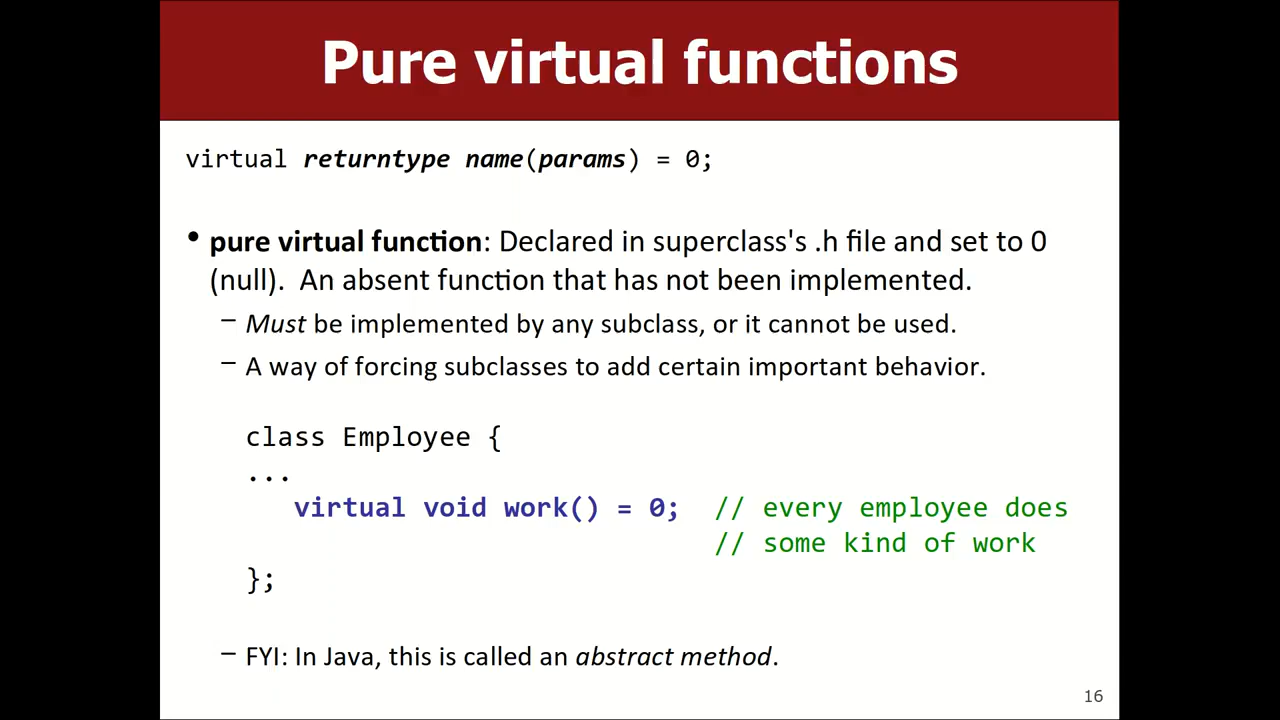 Pure virtual functions
virtual returntype name(params) = 0;
• pure virtual function: Declared in superclass's .h file and set to 0
(null).  An absent function that has not been implemented.
– Must be implemented by any subclass, or it cannot be used.
– A way of forcing subclasses to add certain important behavior.
class Employee {
...
virtual void work() = 0;  // every employee does
// some kind of work
};
– FYI: In Java, this is called an abstract method.
16